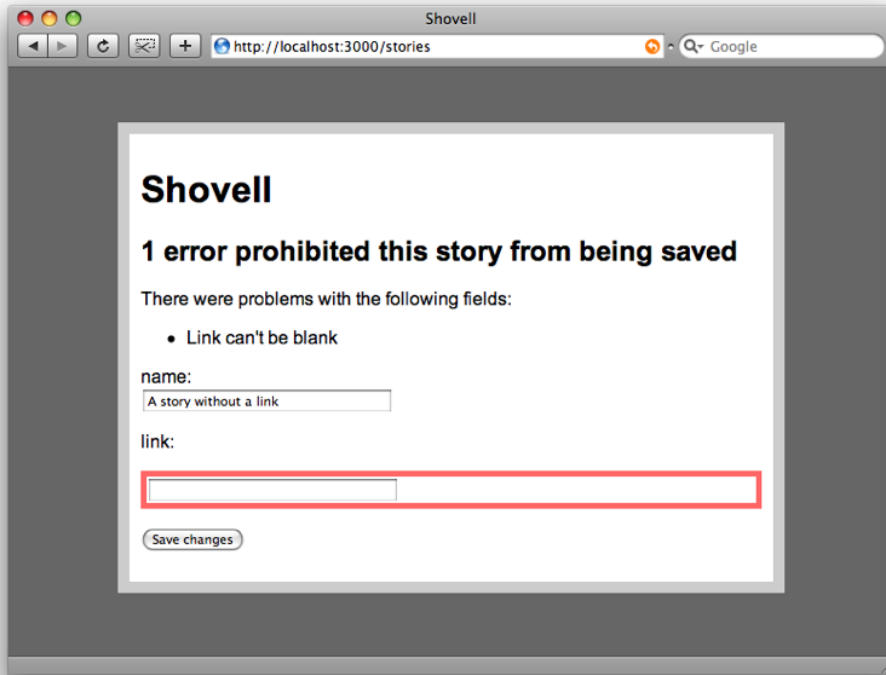 Shovell
http://localhost:3000/stories
Google
Shovell
1 error prohibited this story from being saved
There were problems with the following fields:
Link can't be blank
name:
A story without a link
link:
Save changes